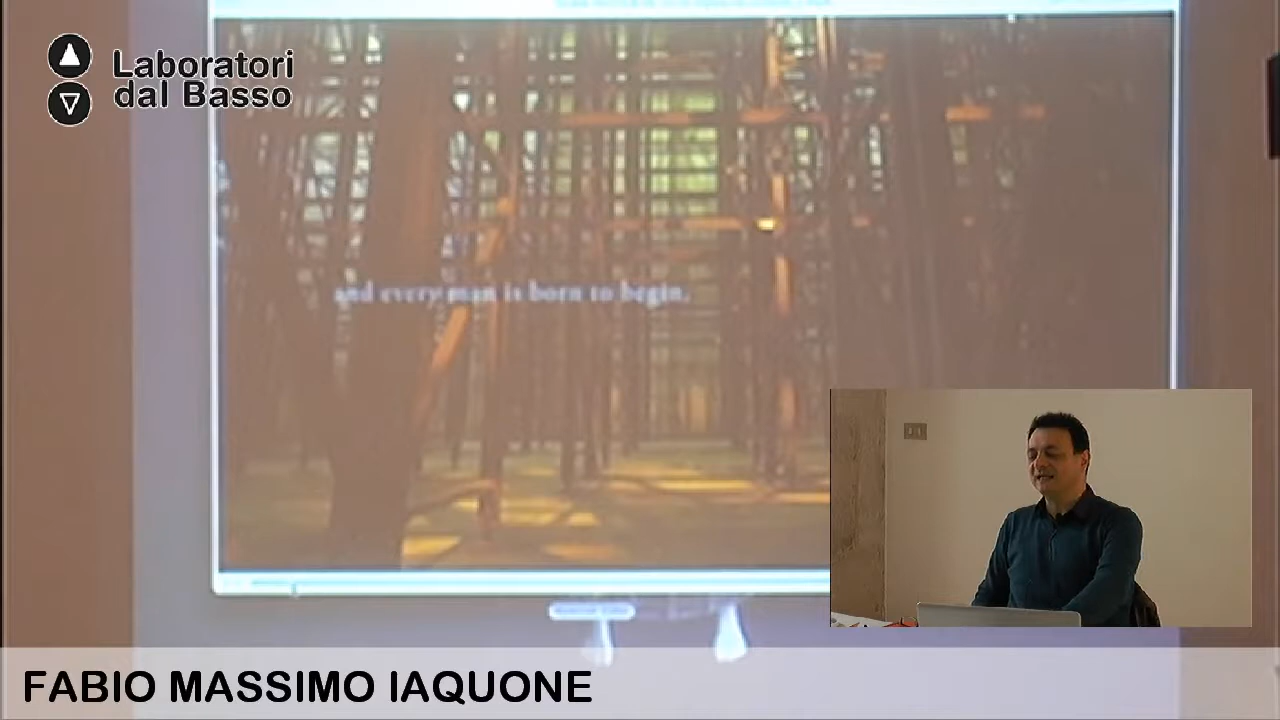 Laboratori
dal Basso
and every man is born to begin.
FABIO MASSIMO IAQUONE